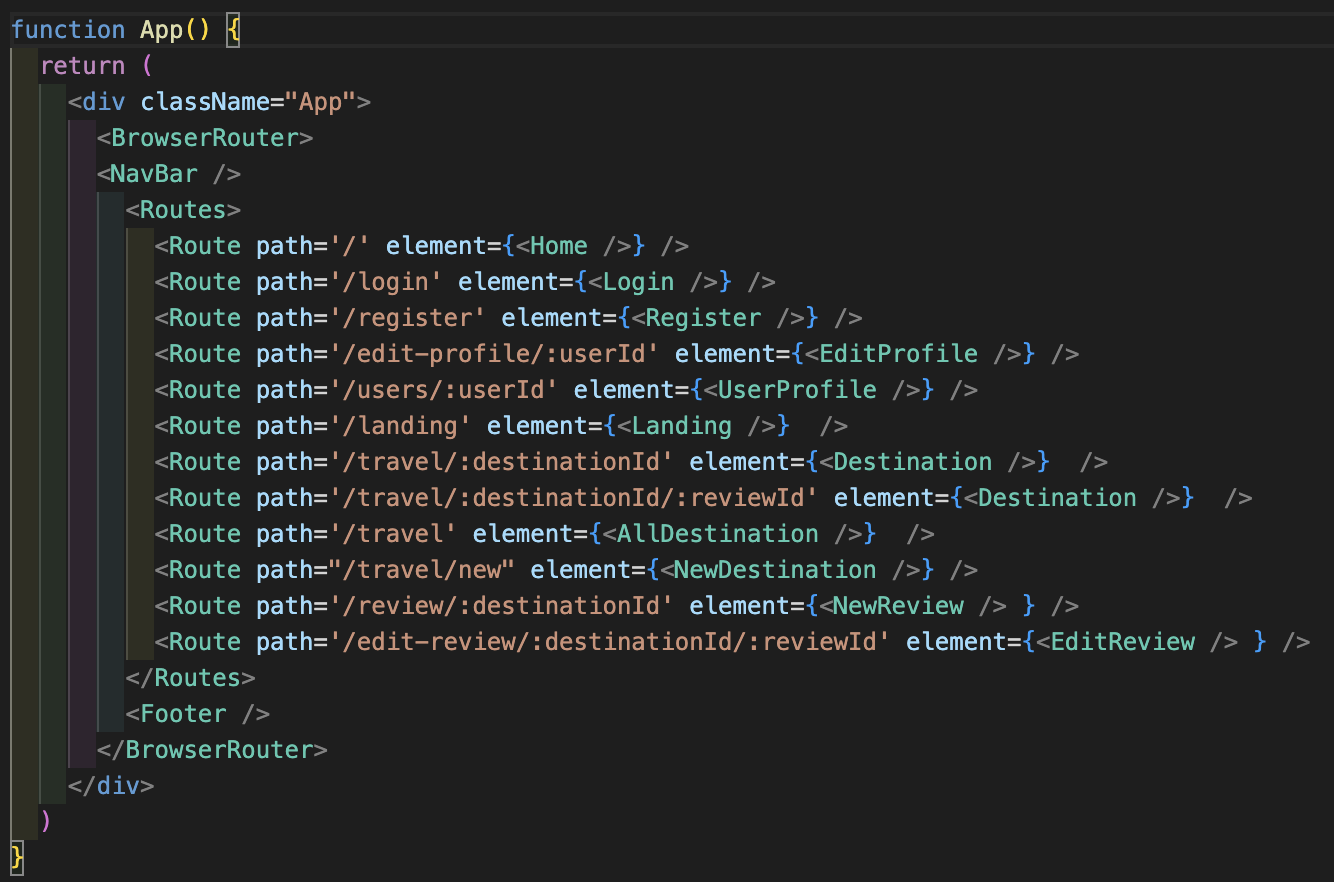 function App() {
  return (
    <div className="App">
      <BrowserRouter>
      <NavBar />
        <Routes>
          <Route path='/' element={<Home />} />
          <Route path='/login' element={<Login />} />
          <Route path='/register' element={<Register />} />
          <Route path='/edit-profile/:userId' element={<EditProfile />} />
          <Route path='/users/:userId' element={<UserProfile />} />
          <Route path='/landing' element={<Landing />}  />
          <Route path='/travel/:destinationId' element={<Destination />}  />
          <Route path='/travel/:destinationId/:reviewId' element={<Destination />}  />
          <Route path='/travel' element={<AllDestination />}  />
          <Route path="/travel/new" element={<NewDestination />} />
          <Route path='/review/:destinationId' element={<NewReview /> } />
          <Route path='/edit-review/:destinationId/:reviewId' element={<EditReview /> } />
        </Routes>
        <Footer />
      </BrowserRouter>
    </div>
  )
}